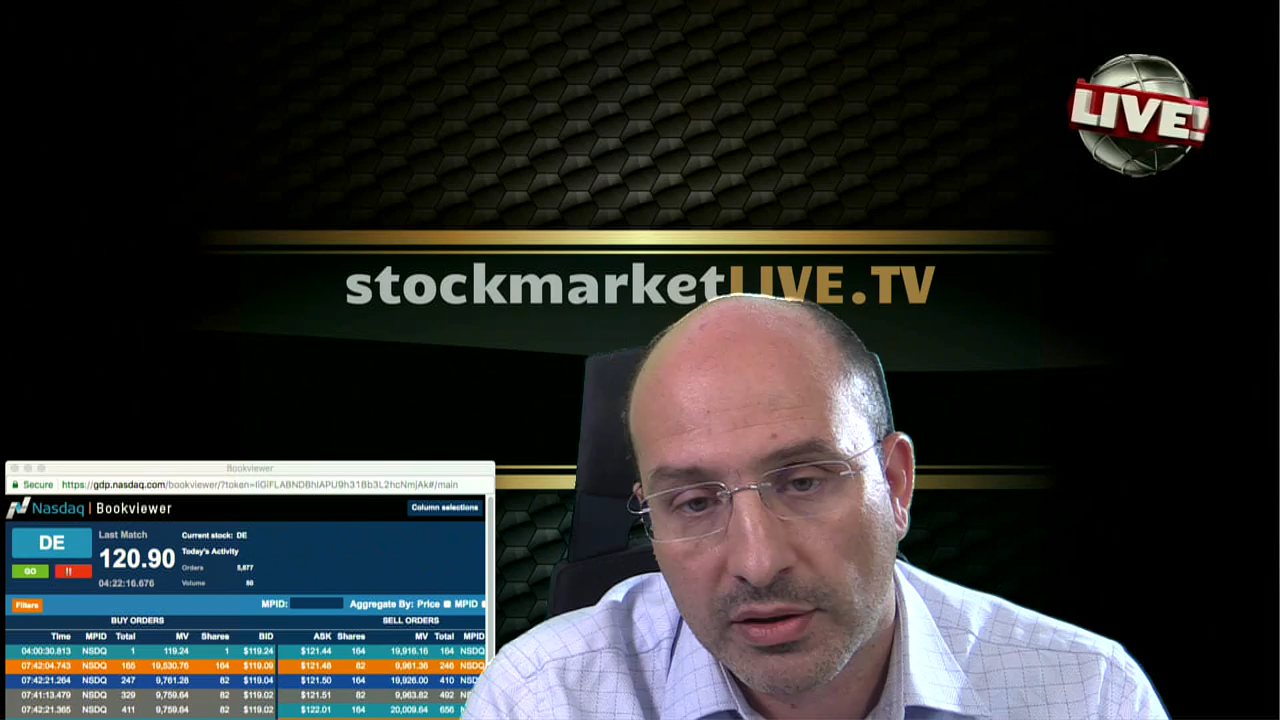 LIVE!
stockmarketLIVE.TV
Bookviewer
Secure https://gdp.nasdaq.com/bookviewer/?token=
Nasdaq | Bookviewer
Column selections
DE
Last Match
120.90
04:22:16.676
GO
!!
Current stock: DE
Today's Activity
Orders 5,877
Volume
Filters
MPID:
Aggregate By: Price MPID
BUY ORDERS SELL ORDERS
Time MPID Total MV Shares BID ASK Shares MV Total MPID
04:00:30.813 NSDQ 1 119.24 1 $119.24 $121.44 164 19,916.16 164 NSDQ
07:42:04.743 NSDQ 165 19,530.76 164 $119.09 $121.48 82 9,961.36 246 NSDQ
07:42:21.264 NSDQ 247 9,761.28 82 $119.04 $121.50 164 19,926.00 410 NSDQ
07:41:13.479 NSDQ 329 9,759.64 82 $119.02 $121.51 82 9,963.82 492 NSDQ
07:42:21.365 NSDQ 411 9,759.64 82 $119.02 $122.01 164 20,009.64 656 NSDQ